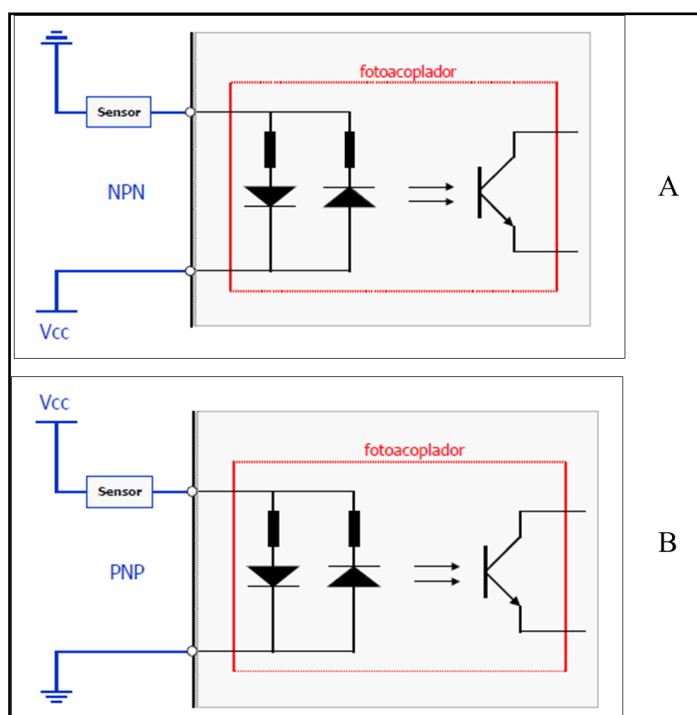 fotoacoplador
Sensor
NPN
A
Vcc
Vcc
fotoacoplador
Sensor
PNP
B